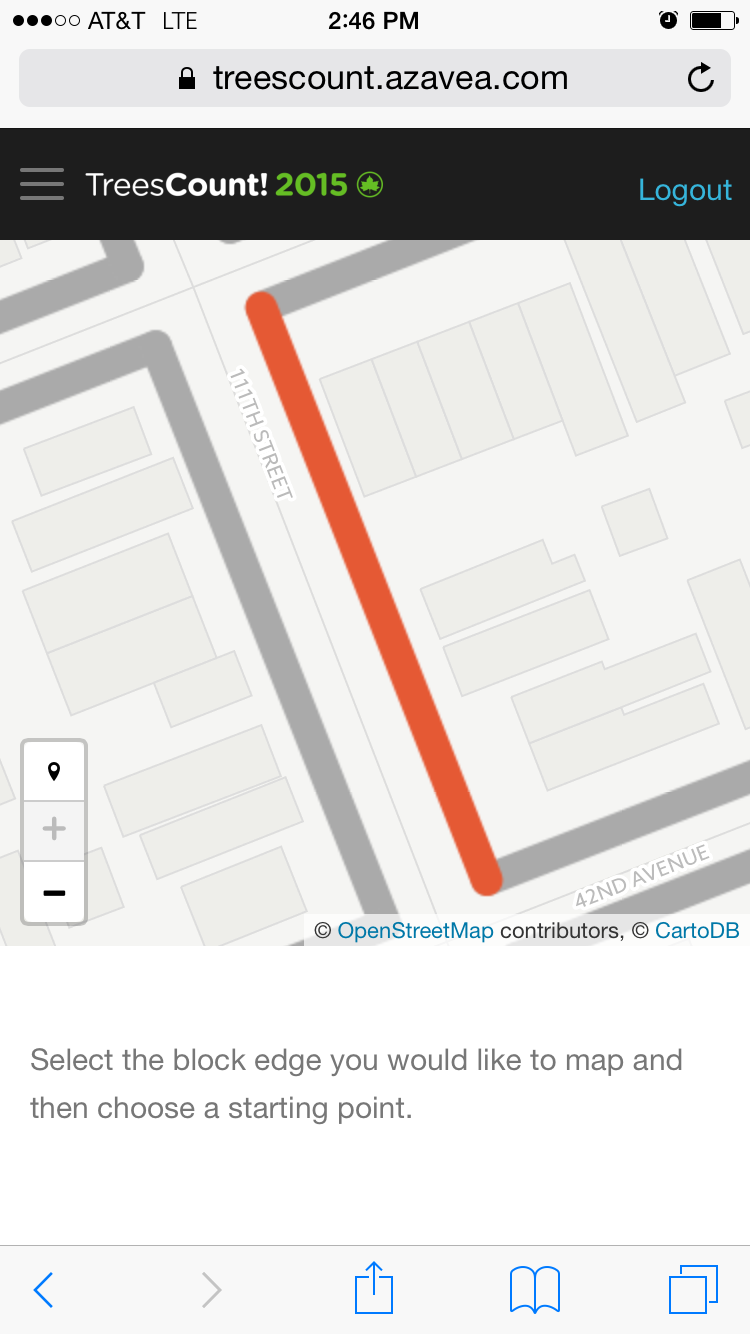 AT&T LTE 2:46 PM
treescount.azavea.com
TreesCount! 2015 Logout
111TH STREET
42ND AVENUE
© OpenStreetMap contributors, © CartoDB
Select the block edge you would like to map and
then choose a starting point.